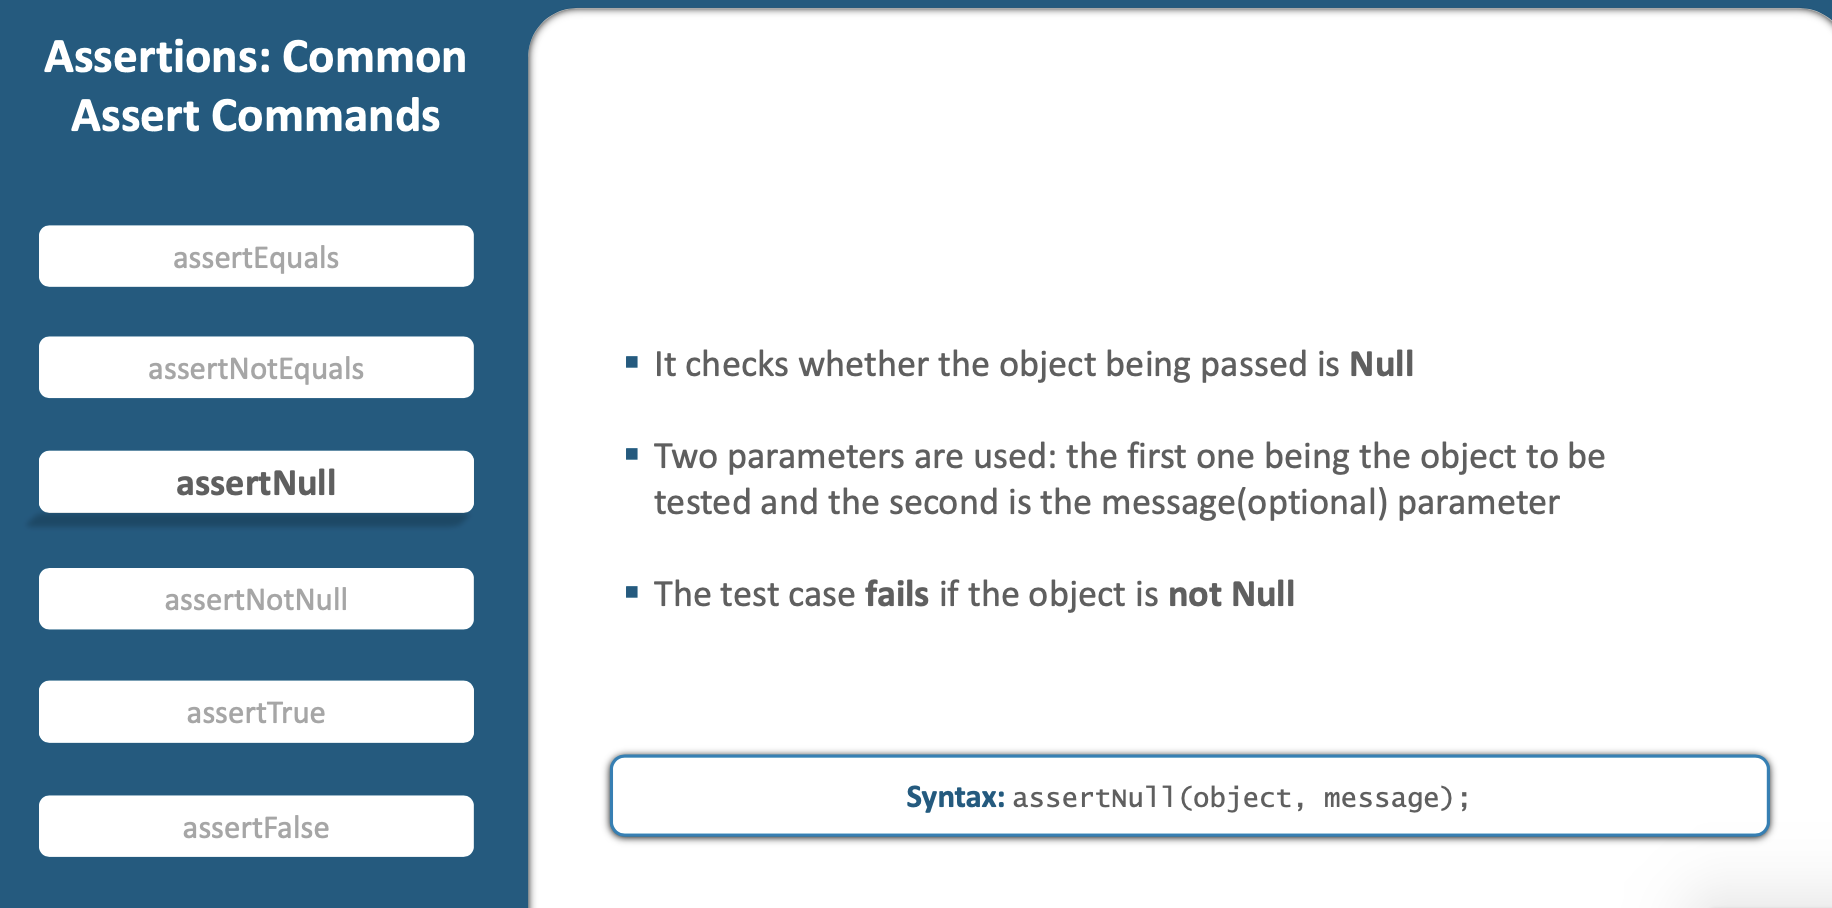 Assertions: Common
Assert Commands
assertEquals
assertNotEquals
assertNull
assertNotNull
assertTrue
assertFalse
▪ It checks whether the object being passed is Null
▪ Two parameters are used: the first one being the object to be
tested and the second is the message(optional) parameter
▪ The test case fails if the object is not Null
Syntax: assertNull(object, message);